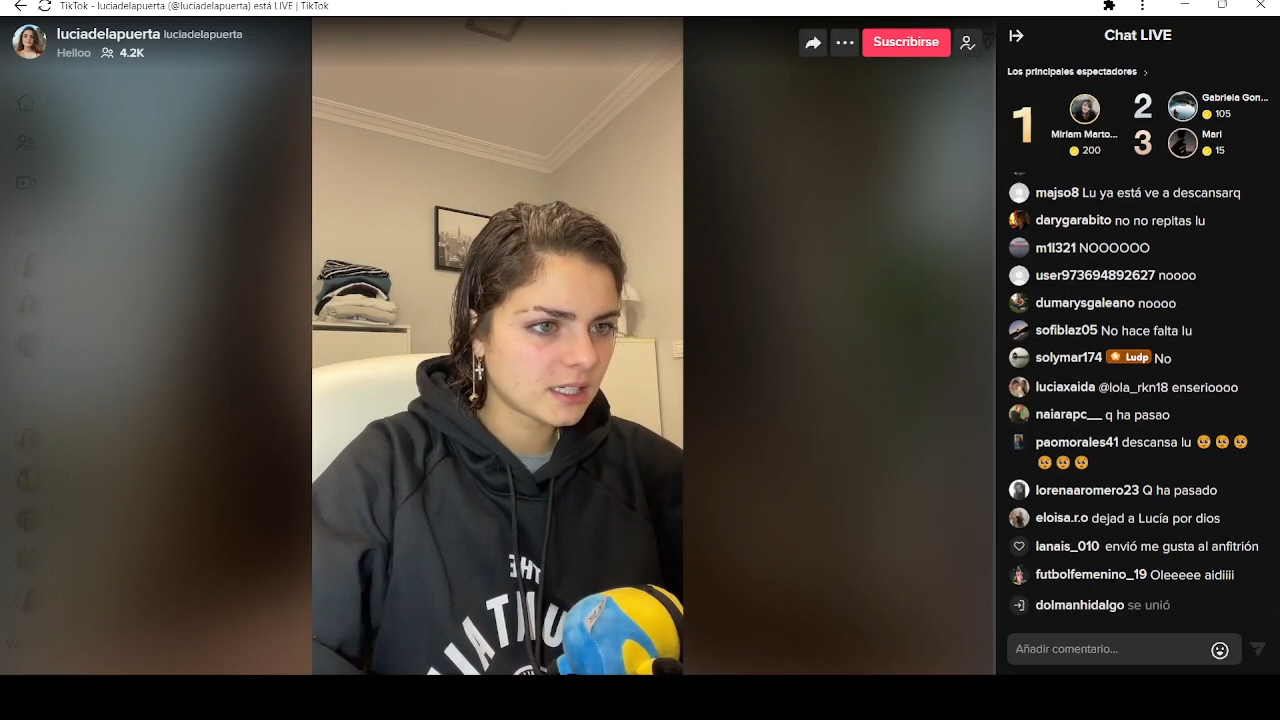 TikTok - luciadelapuerta (@luciadelapuerta) está LIVE | TikTok
luciadelapuerta luciadelapuerta
Helloo 4.2K
Suscribirse
Chat LIVE
Los principales espectadores
1
Miriam Marto...
200
2
Gabriela Gon...
105
3
Mari
15
majso8 Lu ya está ve a descansarq
darygarabito no no repitas lu
m1l321 NOOOOOO
user973694892627 noooo
dumarysgaleano noooo
sofiblaz05 No hace falta lu
solymar174 Ludp No
luciaxaida @lola_rkn18 enserioooo
naiarapc__ q ha pasao
paomorales41 descansa lu 🥺🥺🥺
🥺🥺🥺
lorenaaromero23 Q ha pasado
eloisa.r.o dejad a Lucía por dios
lanais_010 envió me gusta al anfitrión
futbolfemenino_19 Oleeeee aidiiii
dolmanhidalgo se unió
Añadir comentario...
THE